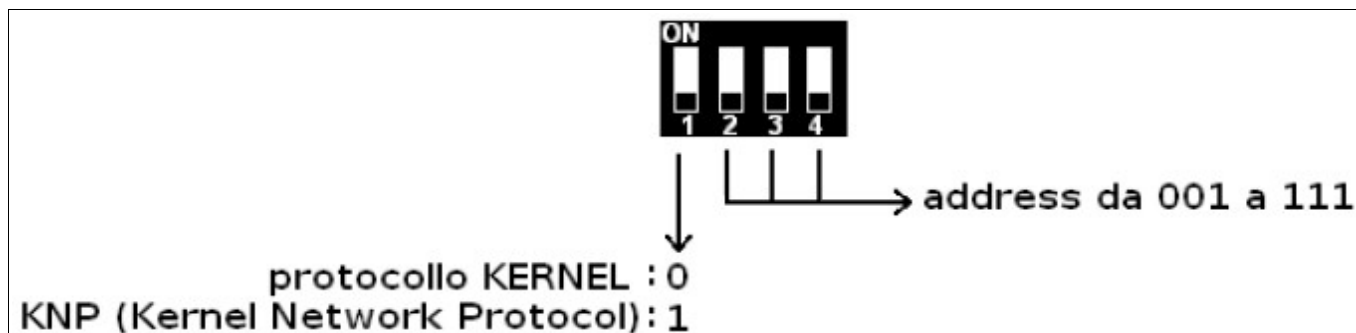 ON
1 2 3 4
address da 001 a 111
protocollo KERNEL : 0
KNP (Kernel Network Protocol): 1